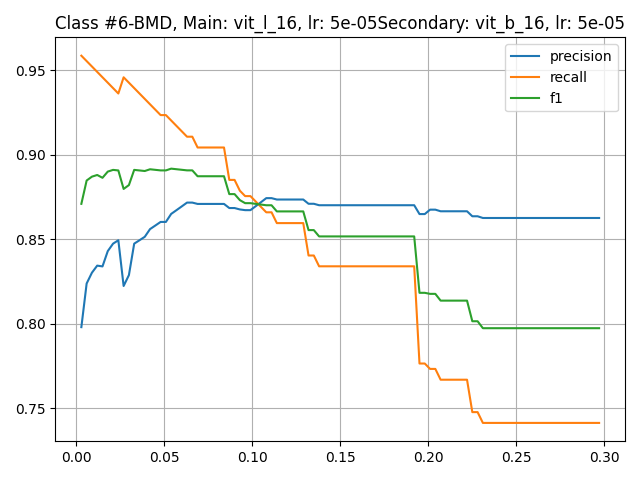 Class #6-BMD, Main: vit_l_16, lr: 5e-05Secondary: vit_b_16, lr: 5e-05
precision
recall
f1
0.95
0.90
0.85
0.80
0.75
0.00 0.05 0.10 0.15 0.20 0.25 0.30